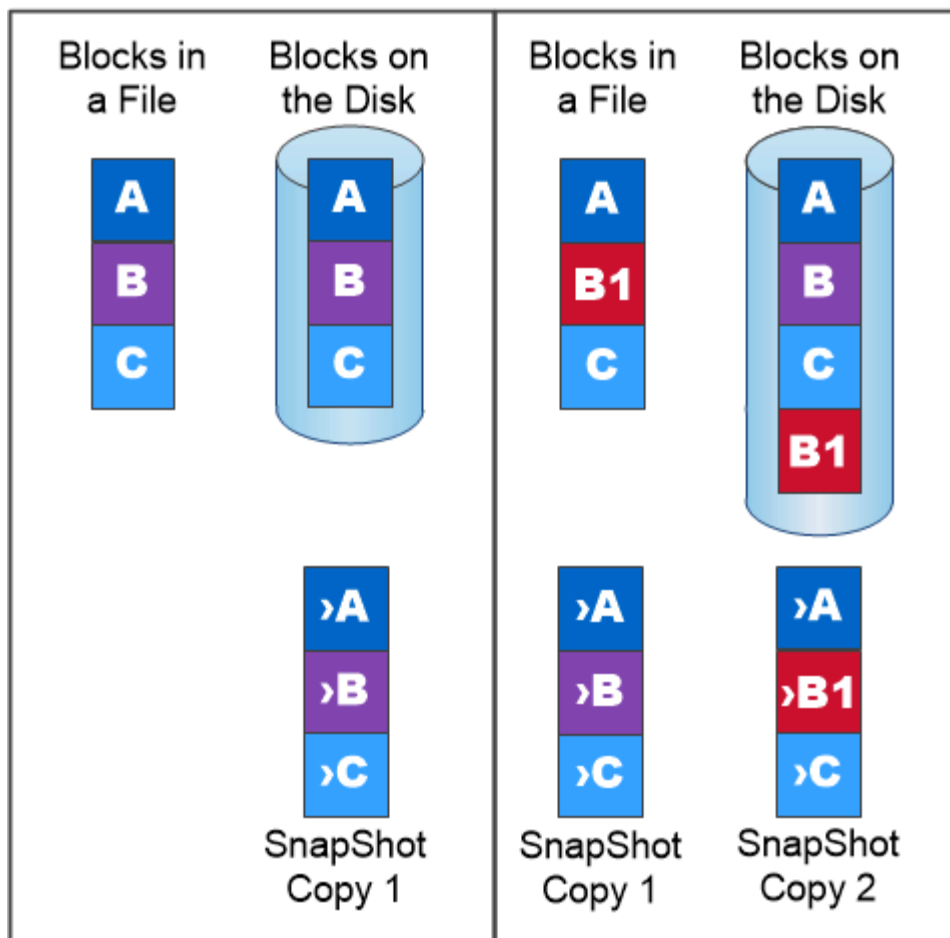 Blocks in
a File
Blocks on
the Disk
A
B
C
A
B
C
›A
›B
›C
SnapShot
Copy 1
Blocks in
a File
Blocks on
the Disk
A
B1
C
A
B
C
B1
›A
›B
›C
SnapShot
Copy 1
›A
›B1
›C
SnapShot
Copy 2